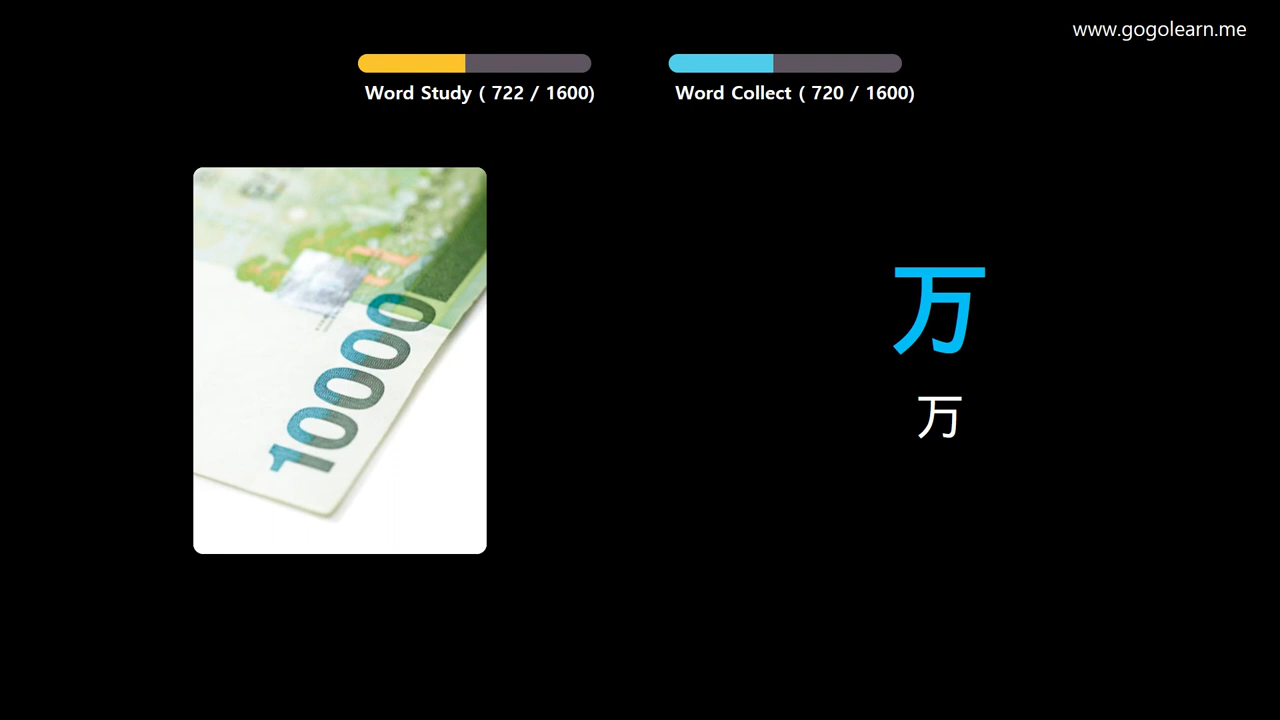 www.gogolearn.me
Word Study ( 722 / 1600)
Word Collect ( 720 / 1600)
10000
万
万